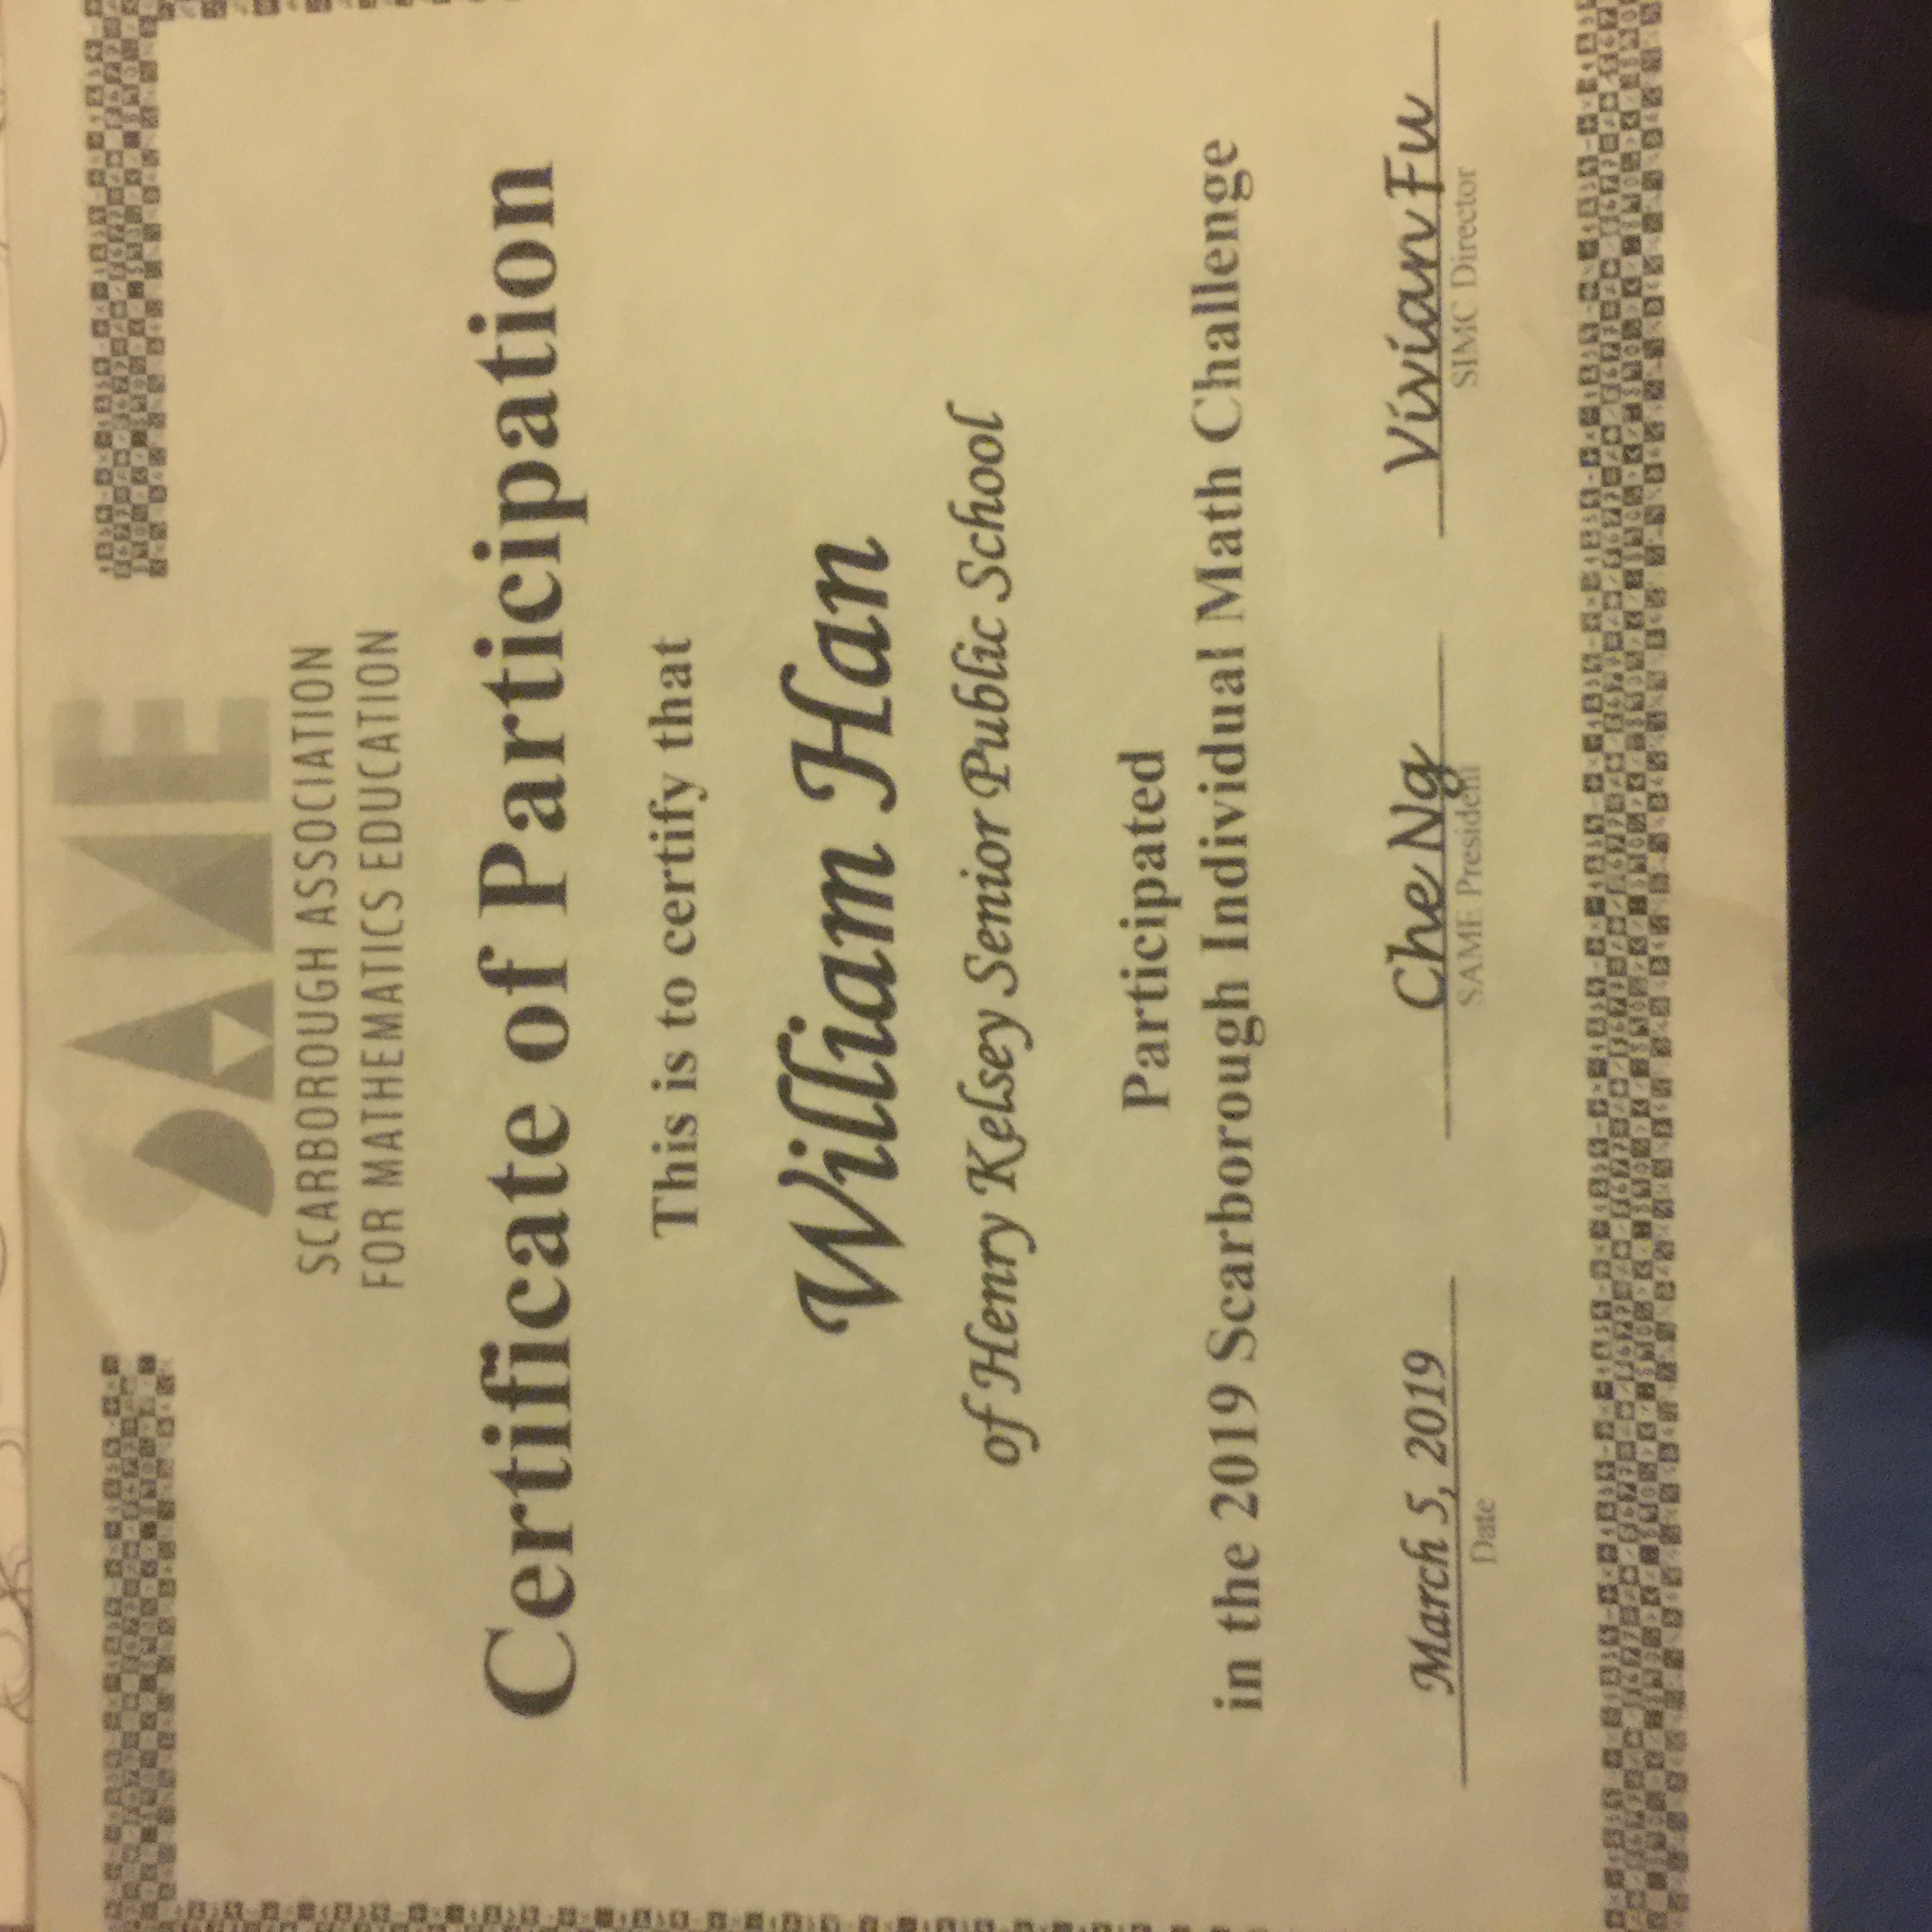 SAME
SCARBOROUGH ASSOCIATION
FOR MATHEMATICS EDUCATION
Certificate of Participation
This is to certify that
William Han
of Henry Kelsey Senior Public School
Participated
in the 2019 Scarborough Individual Math Challenge
March 5, 2019 Che Ng Vivian Fu
Date SAME President SIMC Director